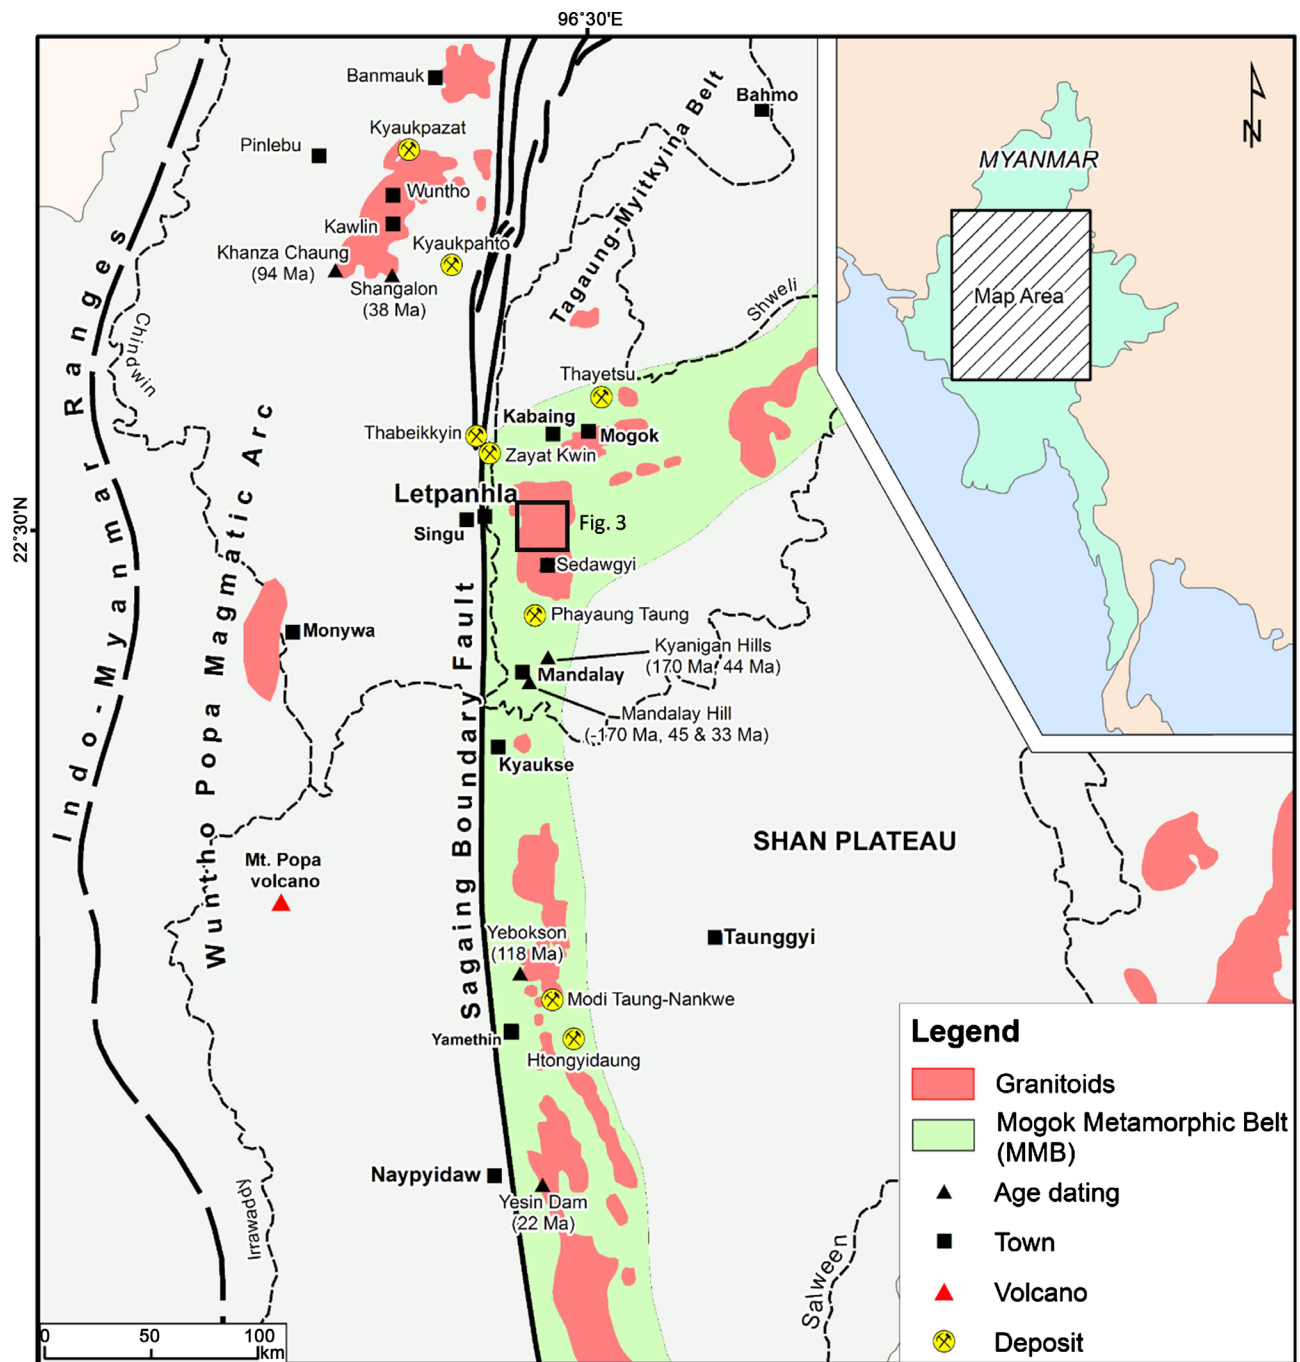 96°30'E
22°30'N
Banmauk
Bahmo
Kyaukpazat
Pinlebu
Wuntho
Kawlin
Kyaukpahto
Khanza Chaung
(94 Ma)
Shangalon
(38 Ma)
Tagaung-Myitkyina Belt
Shweli
Chindwin
Indo-Myanmar Ranges
Wuntho Popa Magmatic Arc
Thayetsu
Kabaing
Mogok
Thabeikkyin
Zayat Kwin
Letpanhla
Singu
Fig. 3
Sedawgyi
Phayaung Taung
Monywa
Kyanigan Hills
(170 Ma, 44 Ma)
Mandalay
Mandalay Hill
(-170 Ma, 45 & 33 Ma)
Kyaukse
Sagaing Boundary Fault
SHAN PLATEAU
Mt. Popa
volcano
Taunggyi
Yebokson
(118 Ma)
Modi Taung-Nankwe
Yamethin
Htongyidaung
Naypyidaw
Yesin Dam
(22 Ma)
Irrawaddy
Salween
MYANMAR
Map Area
N
Legend
Granitoids
Mogok Metamorphic Belt
(MMB)
Age dating
Town
Volcano
Deposit
0 50 100
km